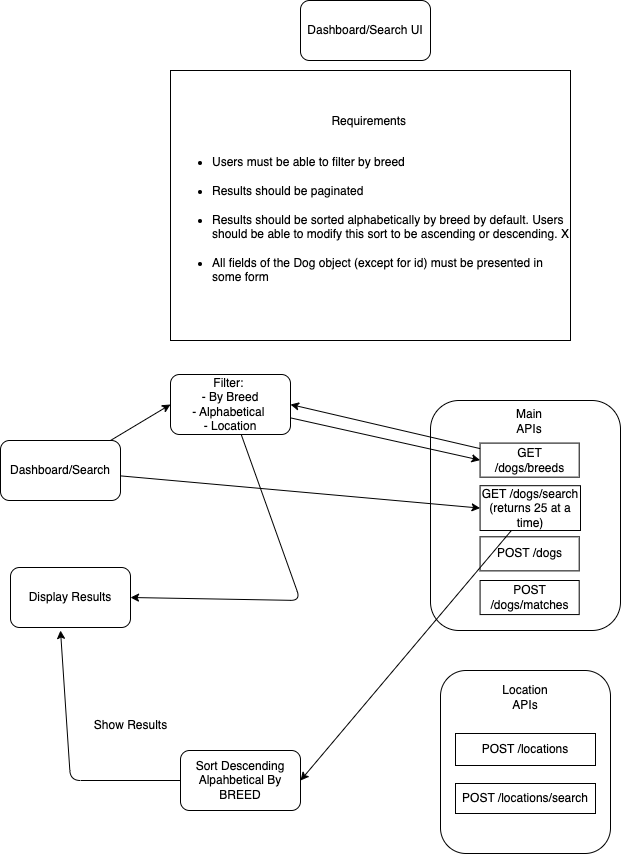 Dashboard/Search UI
Requirements
• Users must be able to filter by breed
• Results should be paginated
• Results should be sorted alphabetically by breed by default. Users
should be able to modify this sort to be ascending or descending. X
• All fields of the Dog object (except for id) must be presented in
some form
Filter:
- By Breed
- Alphabetical
- Location
Main
APIs
GET
/dogs/breeds
Dashboard/Search
GET /dogs/search
(returns 25 at a
time)
POST /dogs
POST
/dogs/matches
Display Results
Location
APIs
Show Results
POST /locations
Sort Descending
Alpahbetical By
BREED
POST /locations/search